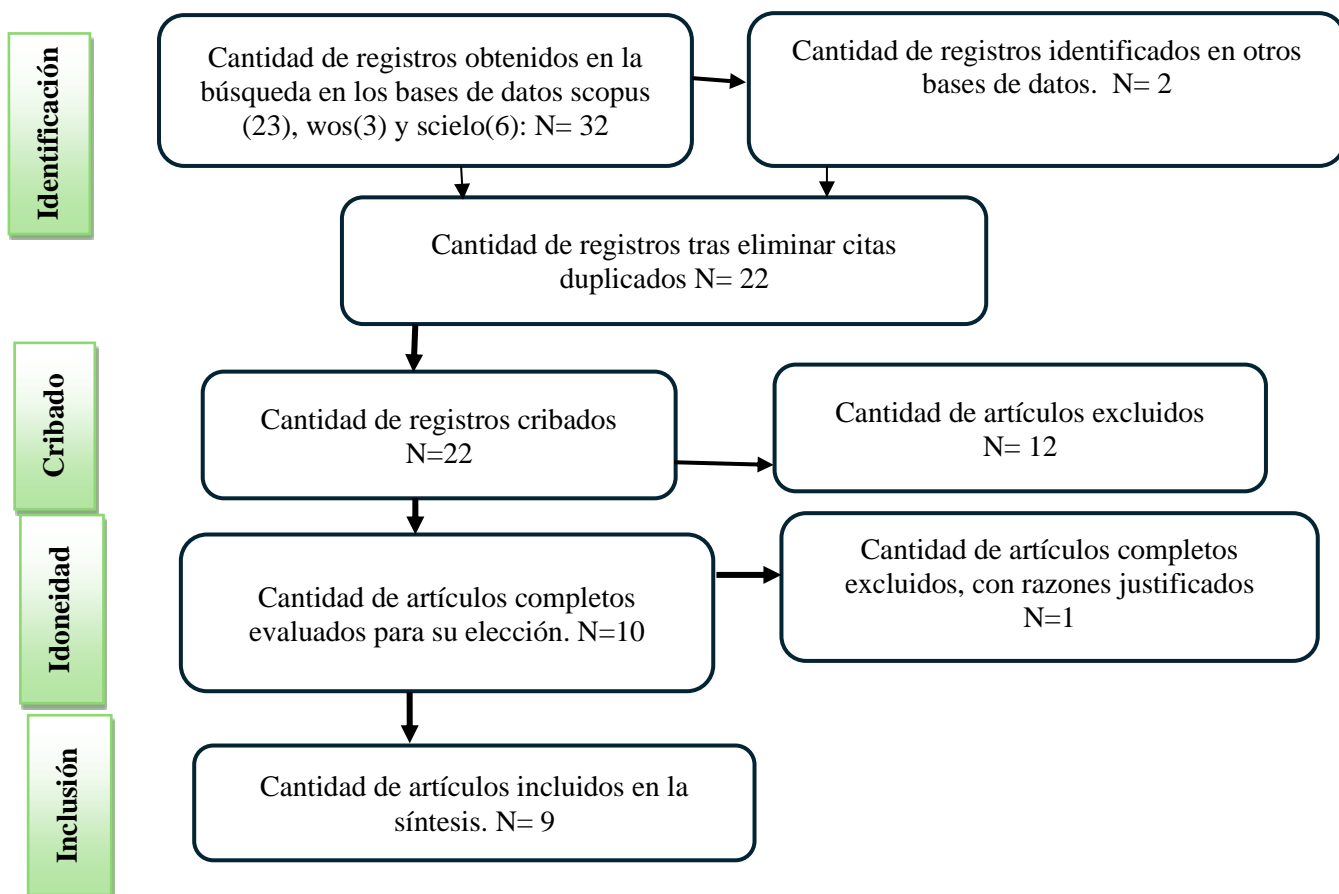 Identificación
Cantidad de registros obtenidos en la
búsqueda en los bases de datos scopus
(23), wos(3) y scielo(6): N= 32
Cantidad de registros identificados en otros
bases de datos. N= 2
Cantidad de registros tras eliminar citas
duplicados N= 22
Cribado
Cantidad de registros cribados
N=22
Cantidad de artículos excluidos
N= 12
Idoneidad
Cantidad de artículos completos
evaluados para su elección. N=10
Cantidad de artículos completos
excluidos, con razones justificados
N=1
Inclusión
Cantidad de artículos incluidos en la
síntesis. N= 9